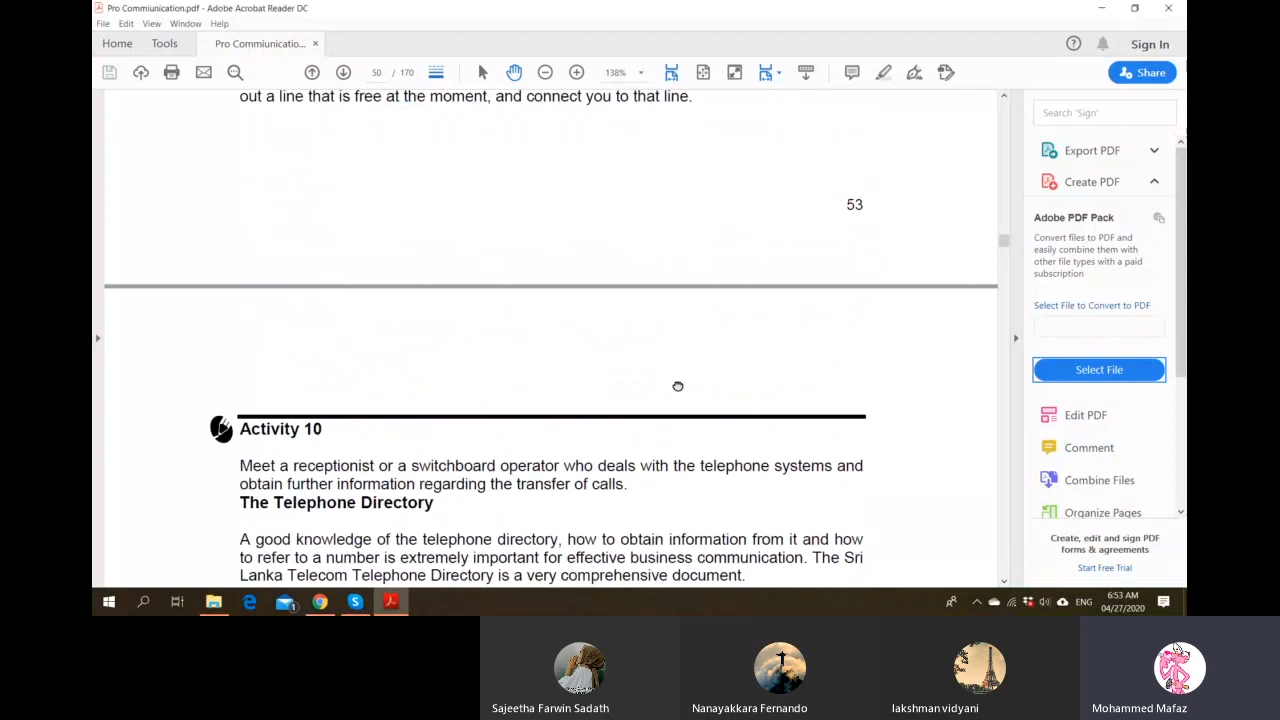 Pro Commiunication.pdf - Adobe Acrobat Reader DC
File Edit View Window Help
Home Tools Pro Commiunicatio... ×
Sign In
50 / 170 138% Share
out a line that is free at the moment, and connect you to that line.
53
Activity 10
Meet a receptionist or a switchboard operator who deals with the telephone systems and
obtain further information regarding the transfer of calls.
The Telephone Directory
A good knowledge of the telephone directory, how to obtain information from it and how
to refer to a number is extremely important for effective business communication. The Sri
Lanka Telecom Telephone Directory is a very comprehensive document.
Search 'Sign'
Export PDF
Create PDF
Adobe PDF Pack
Convert files to PDF and
easily combine them with
other file types with a paid
subscription
Select File to Convert to PDF
Select File
Edit PDF
Comment
Combine Files
Organize Pages
Create, edit and sign PDF
forms & agreements
Start Free Trial
1
ENG
6:53 AM
04/27/2020
Sajeetha Farwin Sadath
Nanayakkara Fernando
lakshman vidyani
Mohammed Mafaz